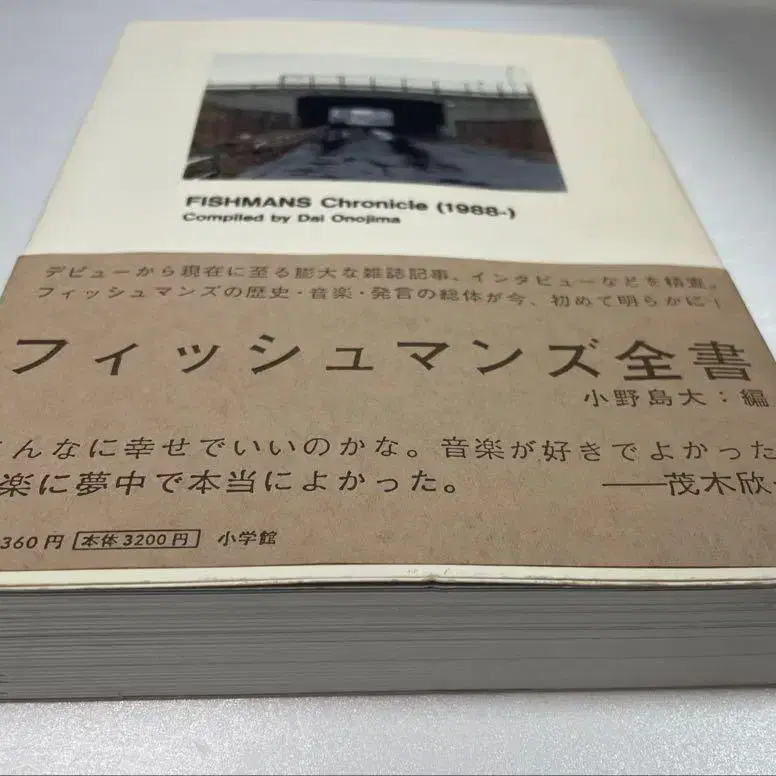 FISHMANS Chronicle (1988-)
Compiled by Dai Onojima
デビューから現在に至る膨大な雑誌記事、インタビューなどを精査。
フィッシュマンズの歴史・音楽・発言の総体が今、初めて明らかに!
フィッシュマンズ全書
小野島大:編
こんなに幸せでいいのかな。音楽が好きでよかった
楽に夢中で本当によかった。 ——茂木欣
360円 本体3200円 小学館